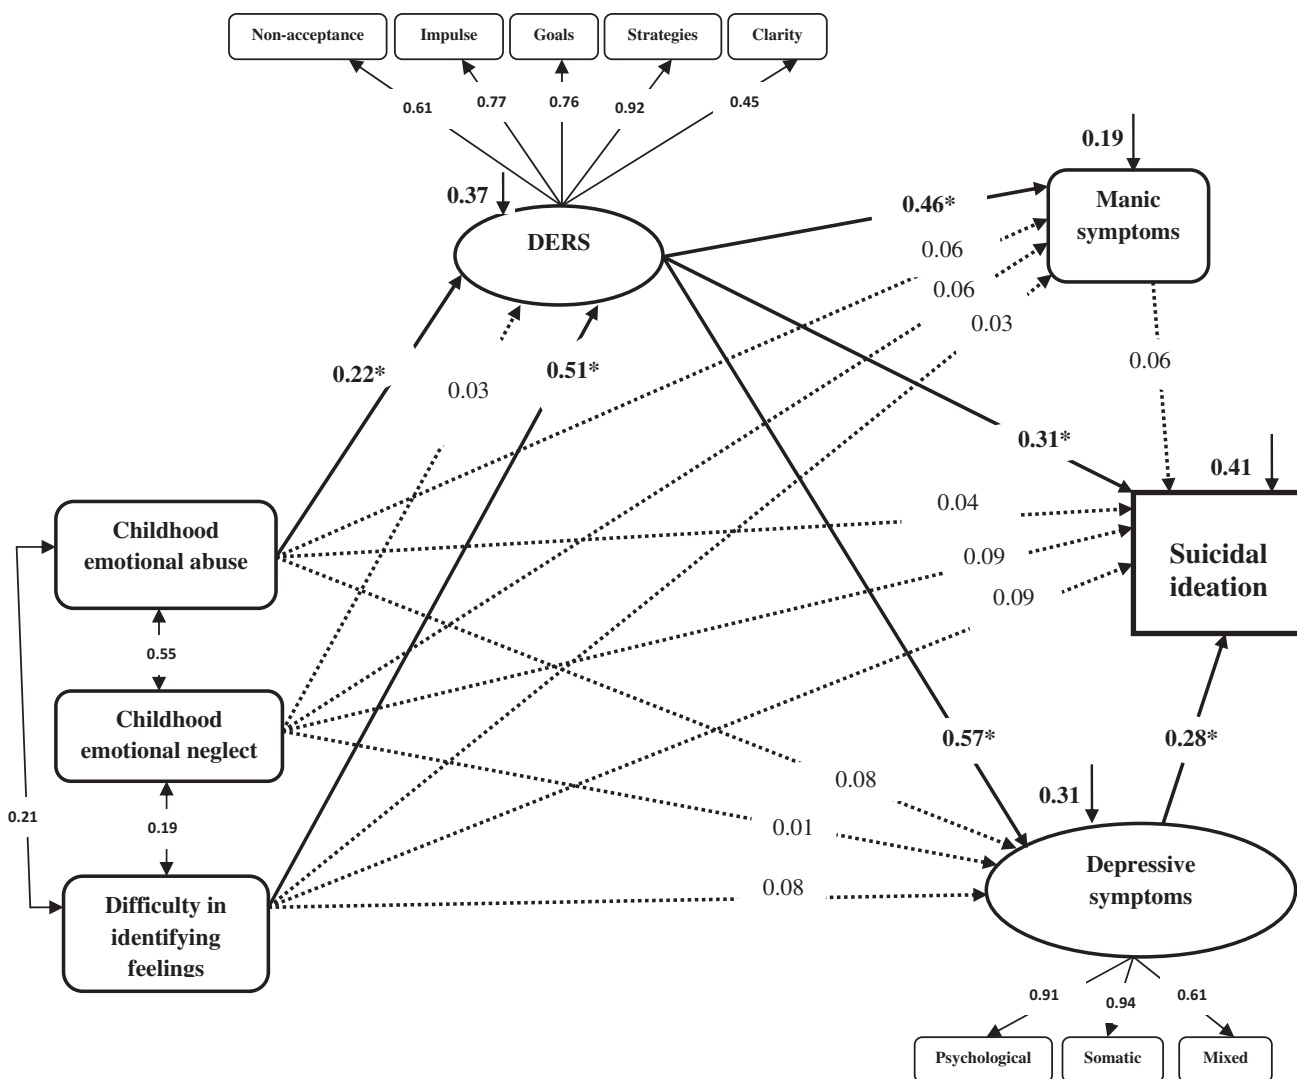 Non-acceptance
Impulse
Goals
Strategies
Clarity
0.61
0.77
0.76
0.92
0.45
0.37
DERS
0.19
Manic
symptoms
0.46*
0.06
0.06
0.03
0.06
0.22*
0.03
0.51*
0.31*
0.41
Suicidal
ideation
0.04
0.09
0.09
Childhood
emotional abuse
0.55
Childhood
emotional neglect
0.21
0.19
Difficulty in
identifying
feelings
0.57*
0.28*
0.08
0.01
0.08
0.31
Depressive
symptoms
0.91
0.94
0.61
Psychological
Somatic
Mixed